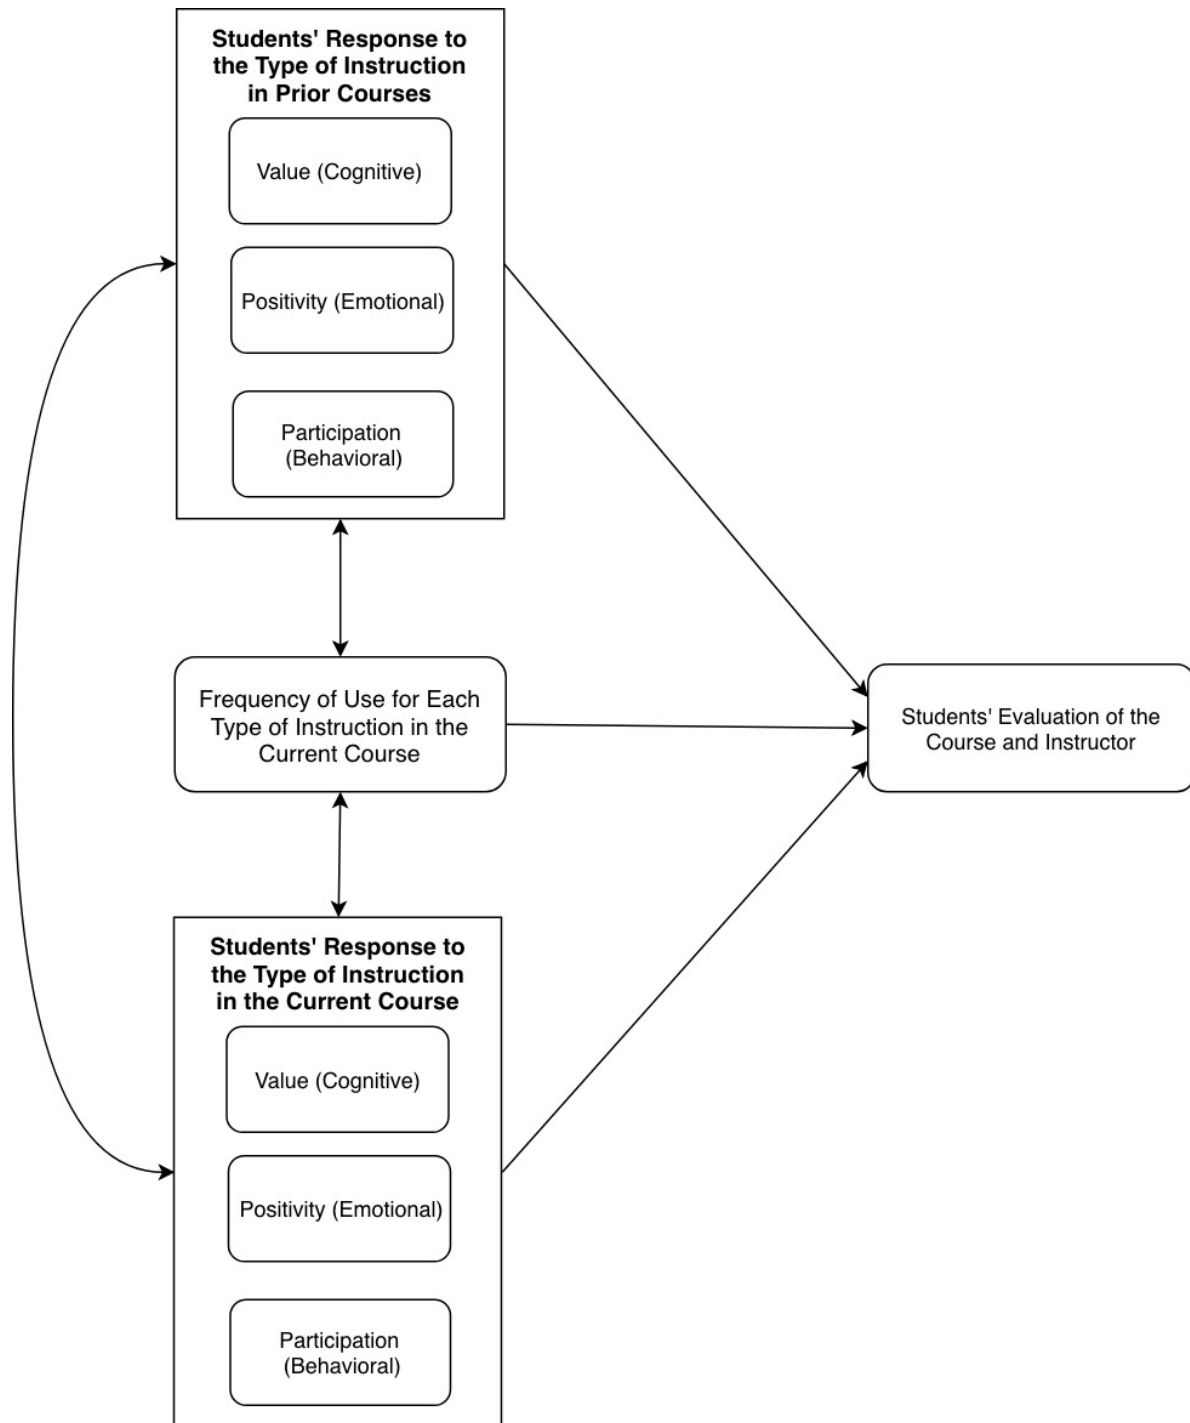 Students' Response to
the Type of Instruction
in Prior Courses
Value (Cognitive)
Positivity (Emotional)
Participation
(Behavioral)
Frequency of Use for Each
Type of Instruction in the
Current Course
Students' Evaluation of the
Course and Instructor
Students' Response to
the Type of Instruction
in the Current Course
Value (Cognitive)
Positivity (Emotional)
Participation
(Behavioral)